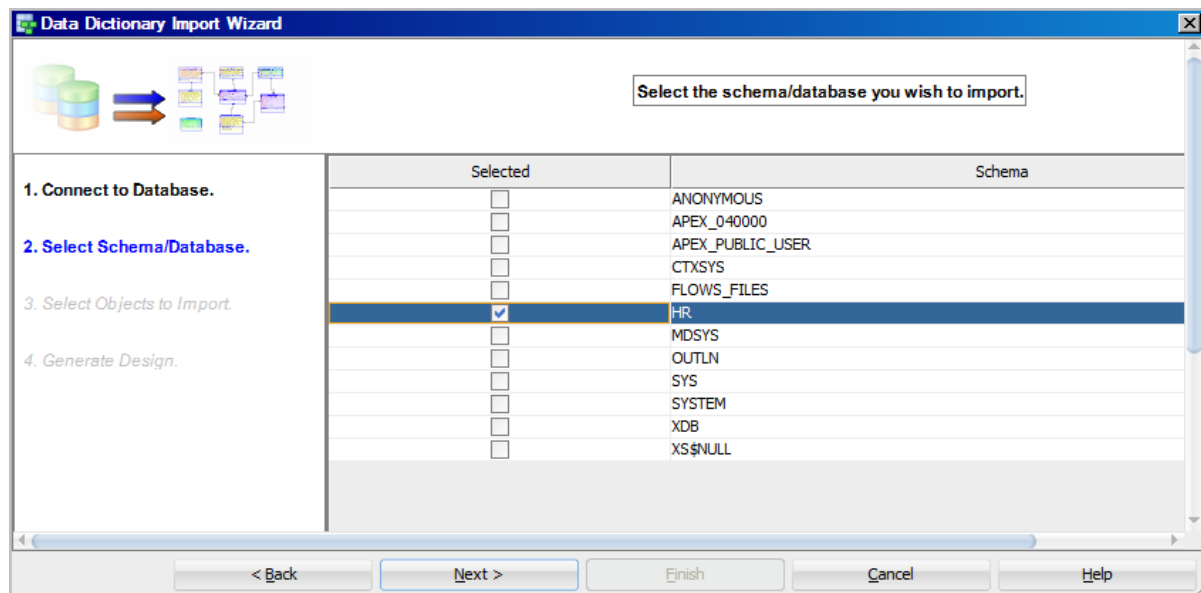 Data Dictionary Import Wizard
Select the schema/database you wish to import.
1. Connect to Database.
2. Select Schema/Database.
3. Select Objects to Import.
4. Generate Design.
Selected Schema
ANONYMOUS
APEX_040000
APEX_PUBLIC_USER
CTXSYS
FLOWS_FILES
HR
MDSYS
OUTLN
SYS
SYSTEM
XDB
XS$NULL
< Back Next > Finish Cancel Help